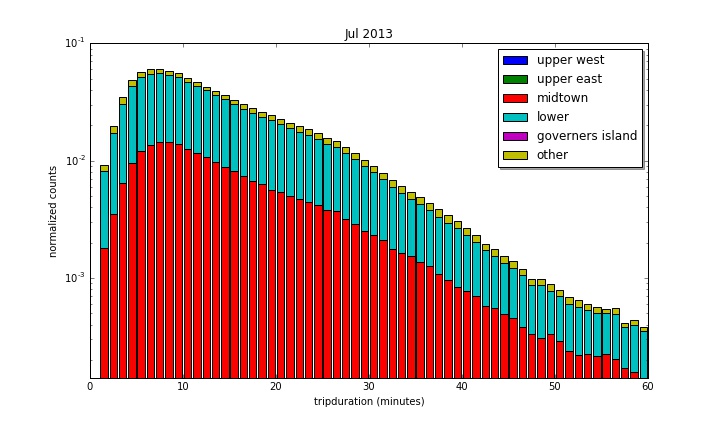 Jul 2013
10^-1
10^-2
10^-3
normalized counts
upper west
upper east
midtown
lower
governers island
other
0 10 20 30 40 50 60
tripduration (minutes)